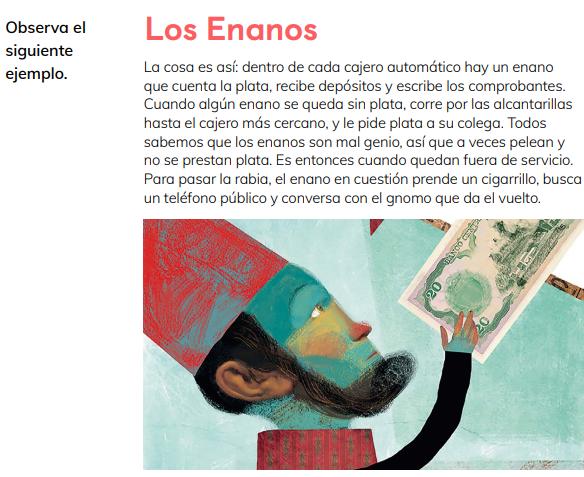 Observa el
siguiente
ejemplo.
Los Enanos
La cosa es así: dentro de cada cajero automático hay un enano
que cuenta la plata, recibe depósitos y escribe los comprobantes.
Cuando algún enano se queda sin plata, corre por las alcantarillas
hasta el cajero más cercano, y le pide plata a su colega. Todos
sabemos que los enanos son mal genio, así que a veces pelean y
no se prestan plata. Es entonces cuando quedan fuera de servicio.
Para pasar la rabia, el enano en cuestión prende un cigarrillo, busca
un teléfono público y conversa con el gnomo que da el vuelto.
20
20